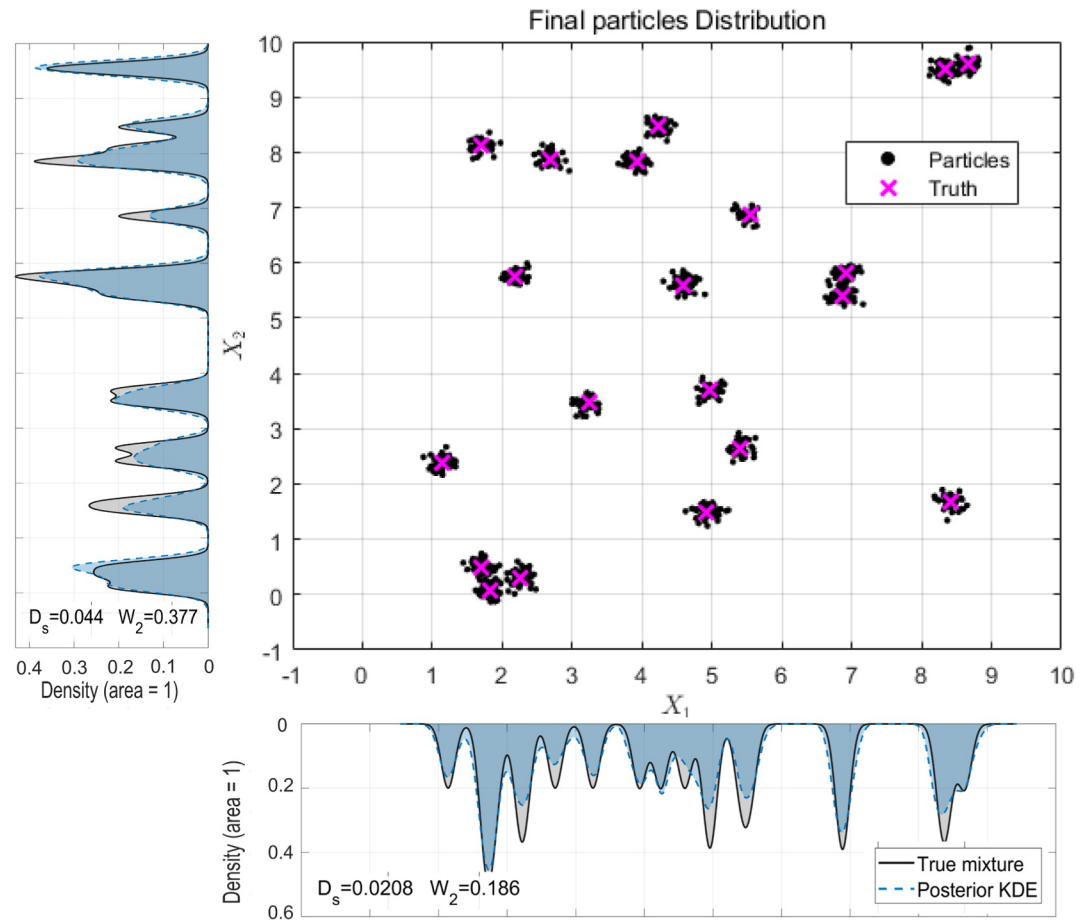 Final particles Distribution
10
9
8
7
6
5
4
3
2
1
0
-1
X₂
-1 0 1 2 3 4 5 6 7 8 9 10
X₁
Particles
Truth
Dₛ=0.044 W₂=0.377
0.4 0.3 0.2 0.1 0
Density (area = 1)
0
0.2
0.4
0.6
Density (area = 1)
Dₛ=0.0208 W₂=0.186
True mixture
Posterior KDE